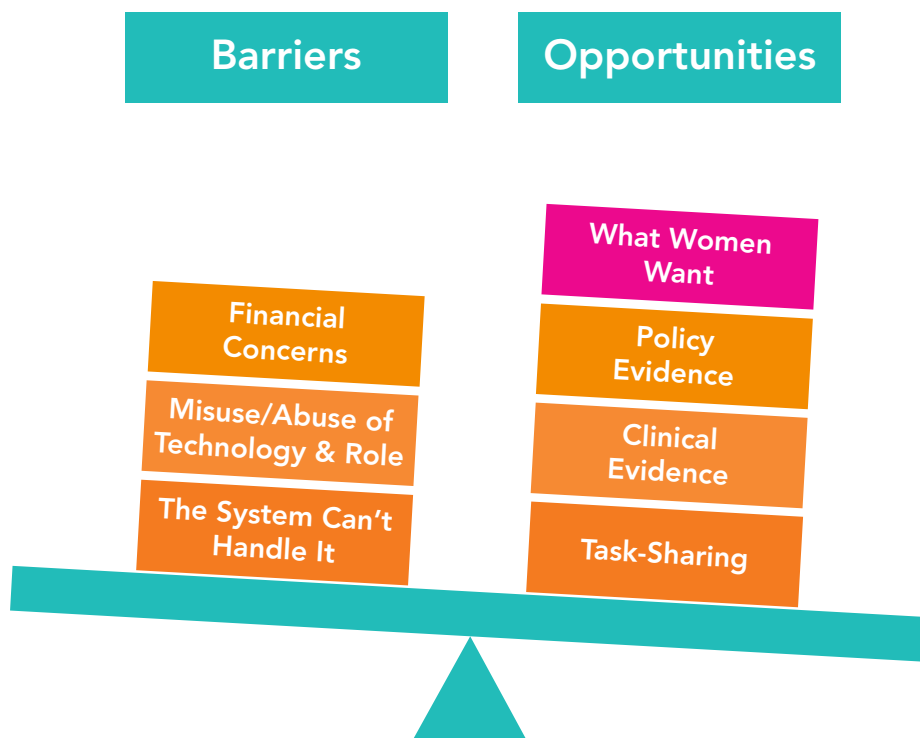 Barriers
Opportunities
Financial
Concerns
Misuse/Abuse of
Technology & Role
The System Can’t
Handle It
What Women
Want
Policy
Evidence
Clinical
Evidence
Task-Sharing